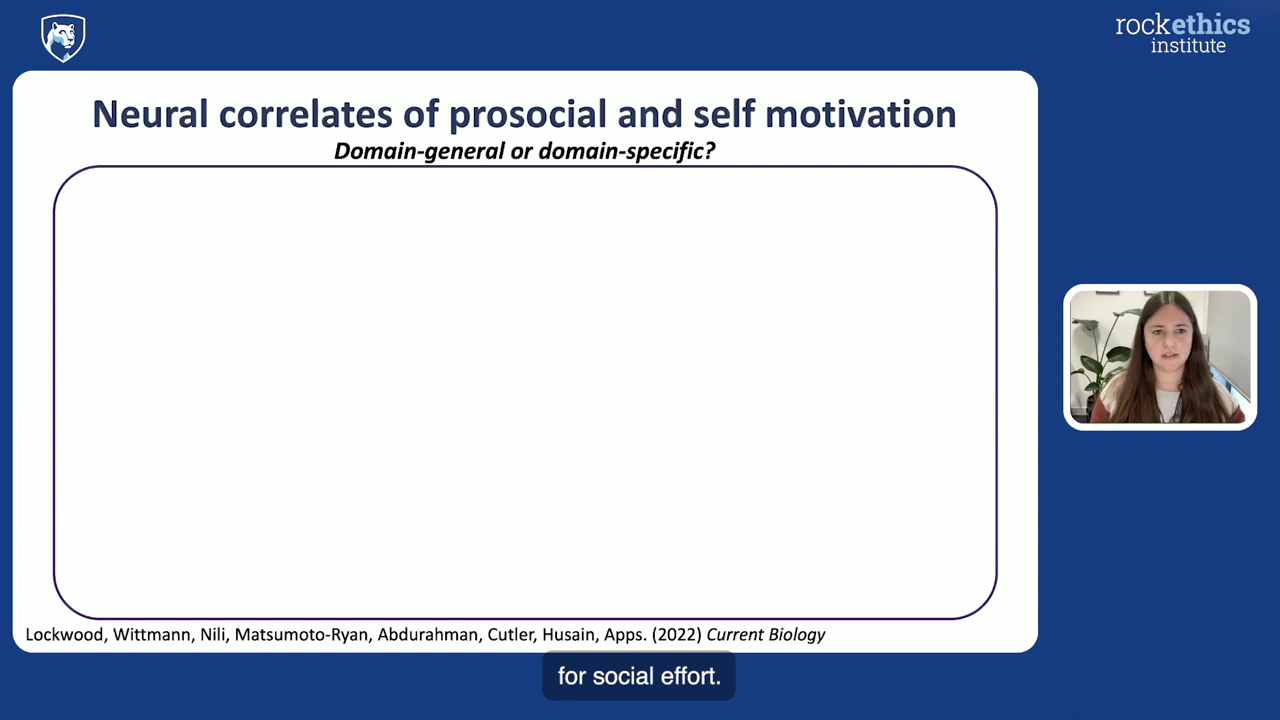 rockethics
institute
Neural correlates of prosocial and self motivation
Domain-general or domain-specific?
Lockwood, Wittmann, Nili, Matsumoto-Ryan, Abdurahman, Cutler, Husain, Apps. (2022) Current Biology
for social effort.